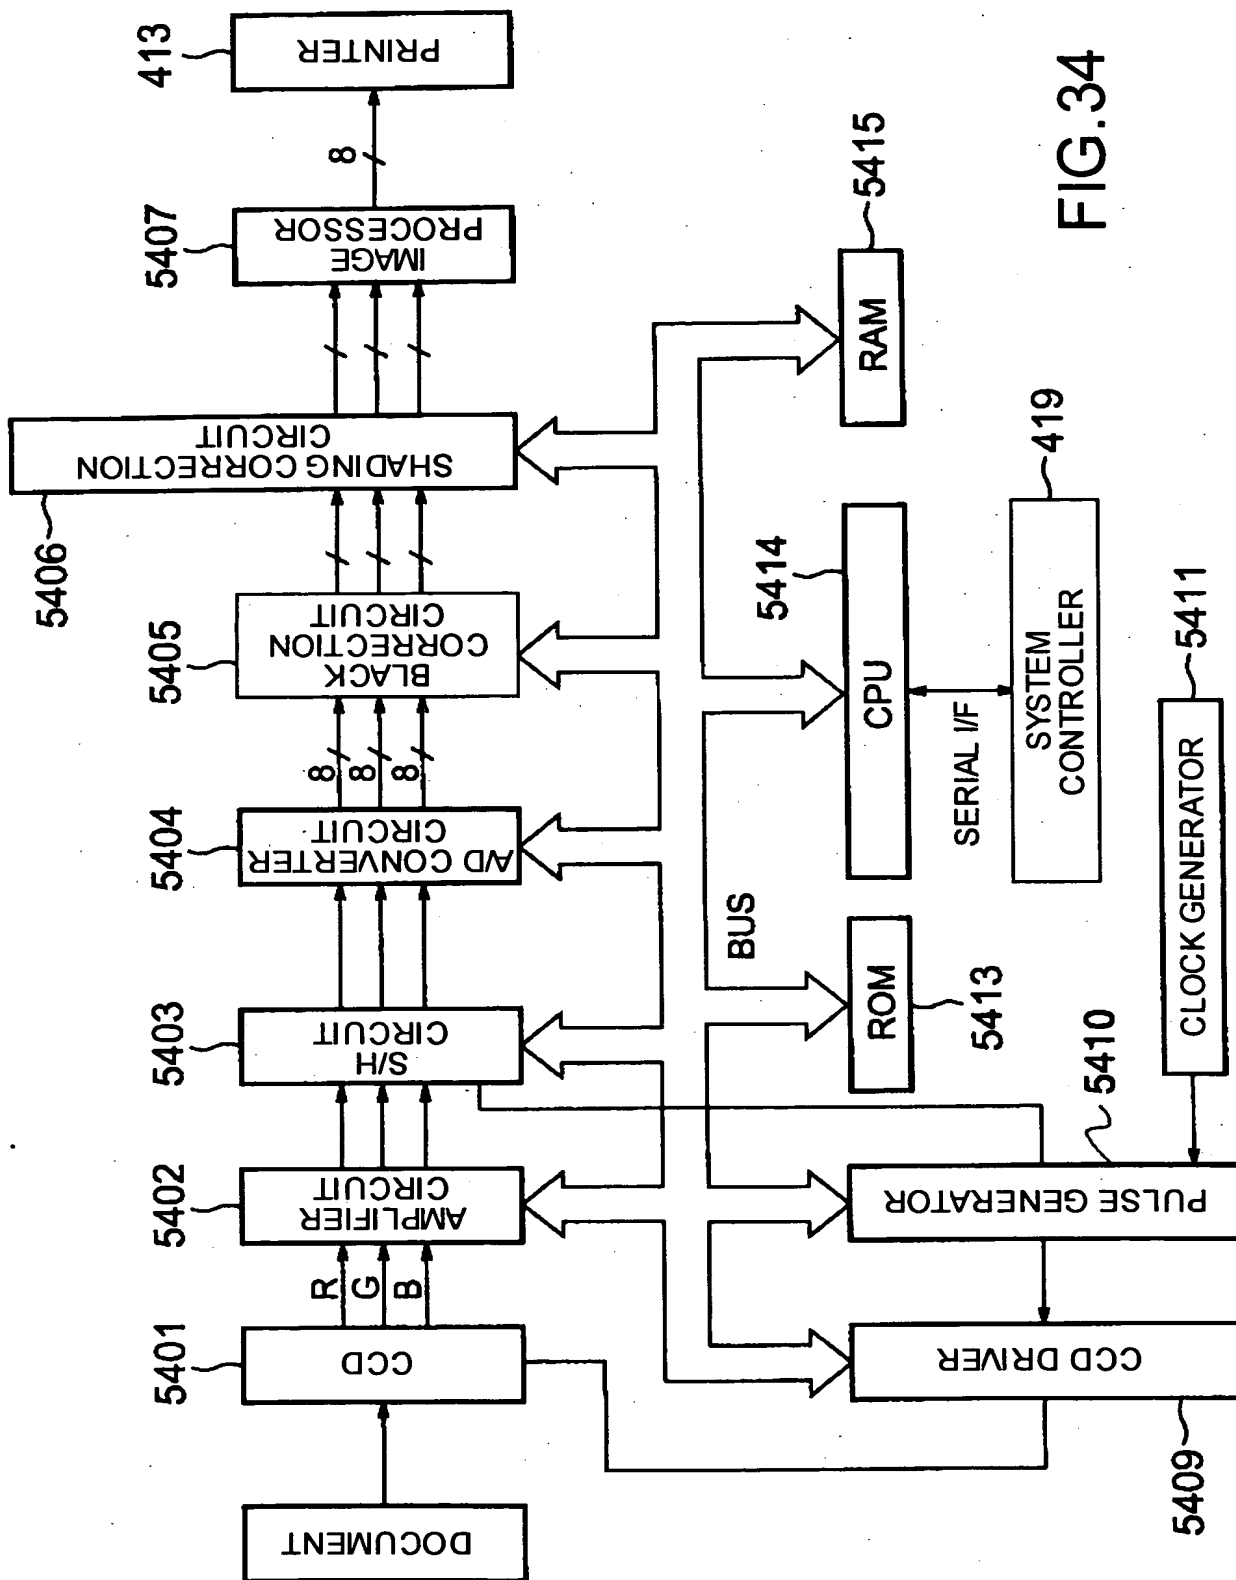 DOCUMENT
5401
CCD
R
G
B
5402
AMPLIFIER
CIRCUIT
5403
S/H
CIRCUIT
5404
A/D CONVERTER
CIRCUIT
8
8
8
5405
BLACK
CORRECTION
CIRCUIT
5406
SHADING CORRECTION
CIRCUIT
5407
IMAGE
PROCESSOR
8
413
PRINTER
BUS
ROM
5413
5414
CPU
RAM
5415
SERIAL I/F
SYSTEM
CONTROLLER
419
CCD DRIVER
5409
PULSE GENERATOR
5410
CLOCK GENERATOR
5411
FIG.34